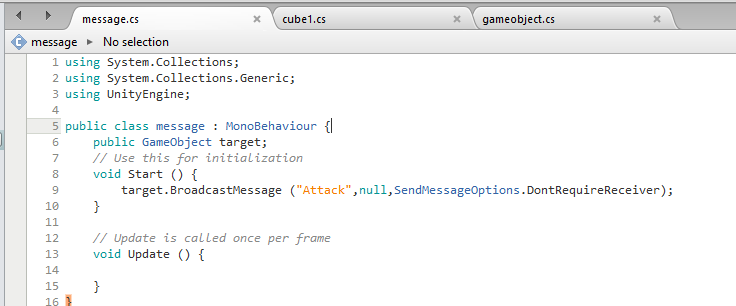 message.cs
cube1.cs
gameobject.cs
message
No selection
1 using System.Collections;
2 using System.Collections.Generic;
3 using UnityEngine;
4
5 public class message : MonoBehaviour {
6     public GameObject target;
7     // Use this for initialization
8     void Start () {
9         target.BroadcastMessage ("Attack",null,SendMessageOptions.DontRequireReceiver);
10     }
11
12     // Update is called once per frame
13     void Update () {
14
15     }
16 }